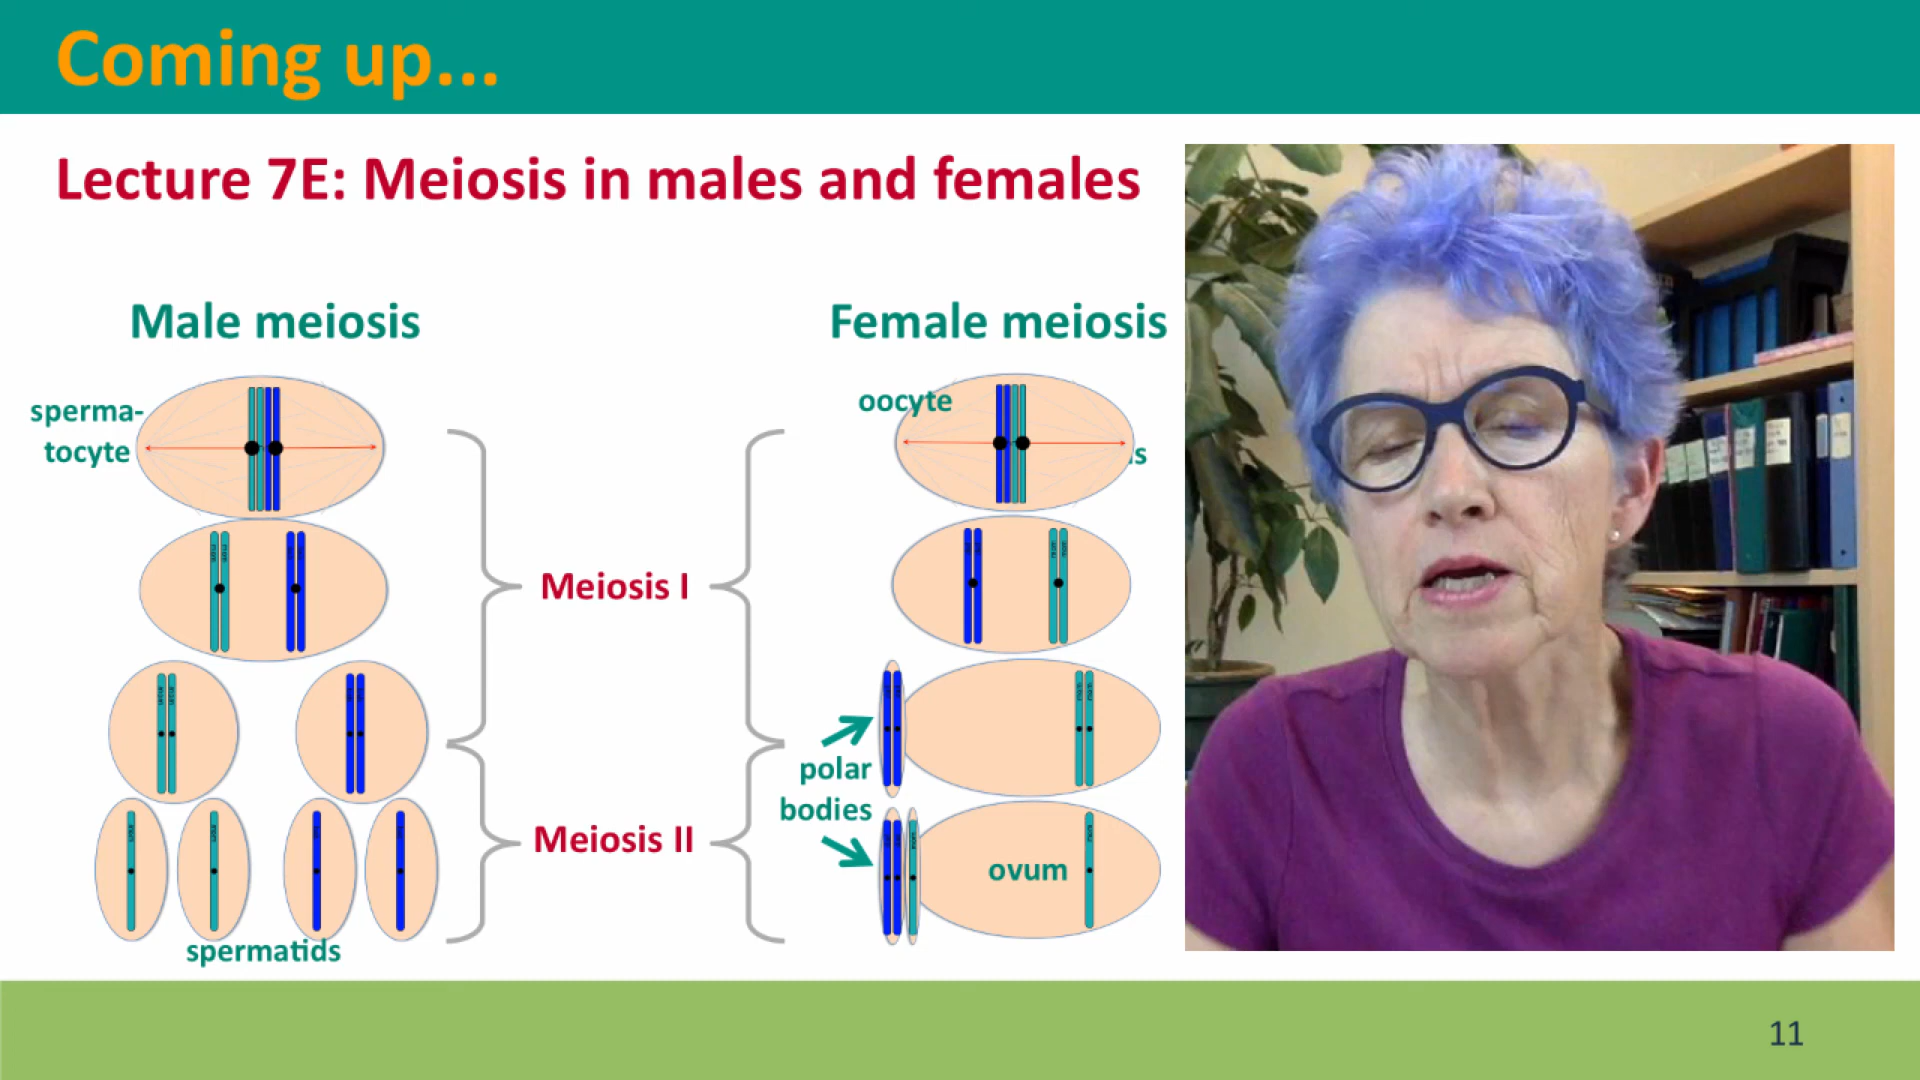 Coming up...
Lecture 7E: Meiosis in males and females
Male meiosis
Female meiosis
sperma-
tocyte
oocyte
is
Meiosis I
polar
bodies
Meiosis II
ovum
spermatids
11